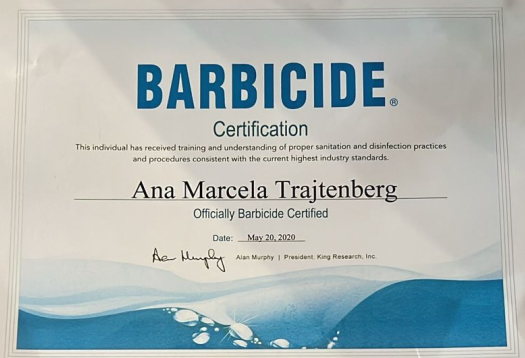 BARBICIDE®
Certification
This individual has received training and understanding of proper sanitation and disinfection practices
and procedures consistent with the current highest industry standards.
Ana Marcela Trajtenberg
Officially Barbicide Certified
Date: May 20, 2020
Alan Murphy Alan Murphy | President: King Research, Inc